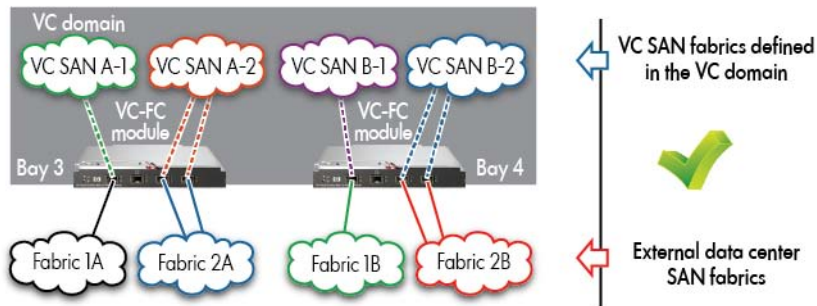 VC domain
VC SAN A-1
VC SAN A-2
VC SAN B-1
VC SAN B-2
VC-FC
module
VC-FC
module
Bay 3
Bay 4
Fabric 1A
Fabric 2A
Fabric 1B
Fabric 2B
VC SAN fabrics defined
in the VC domain
External data center
SAN fabrics